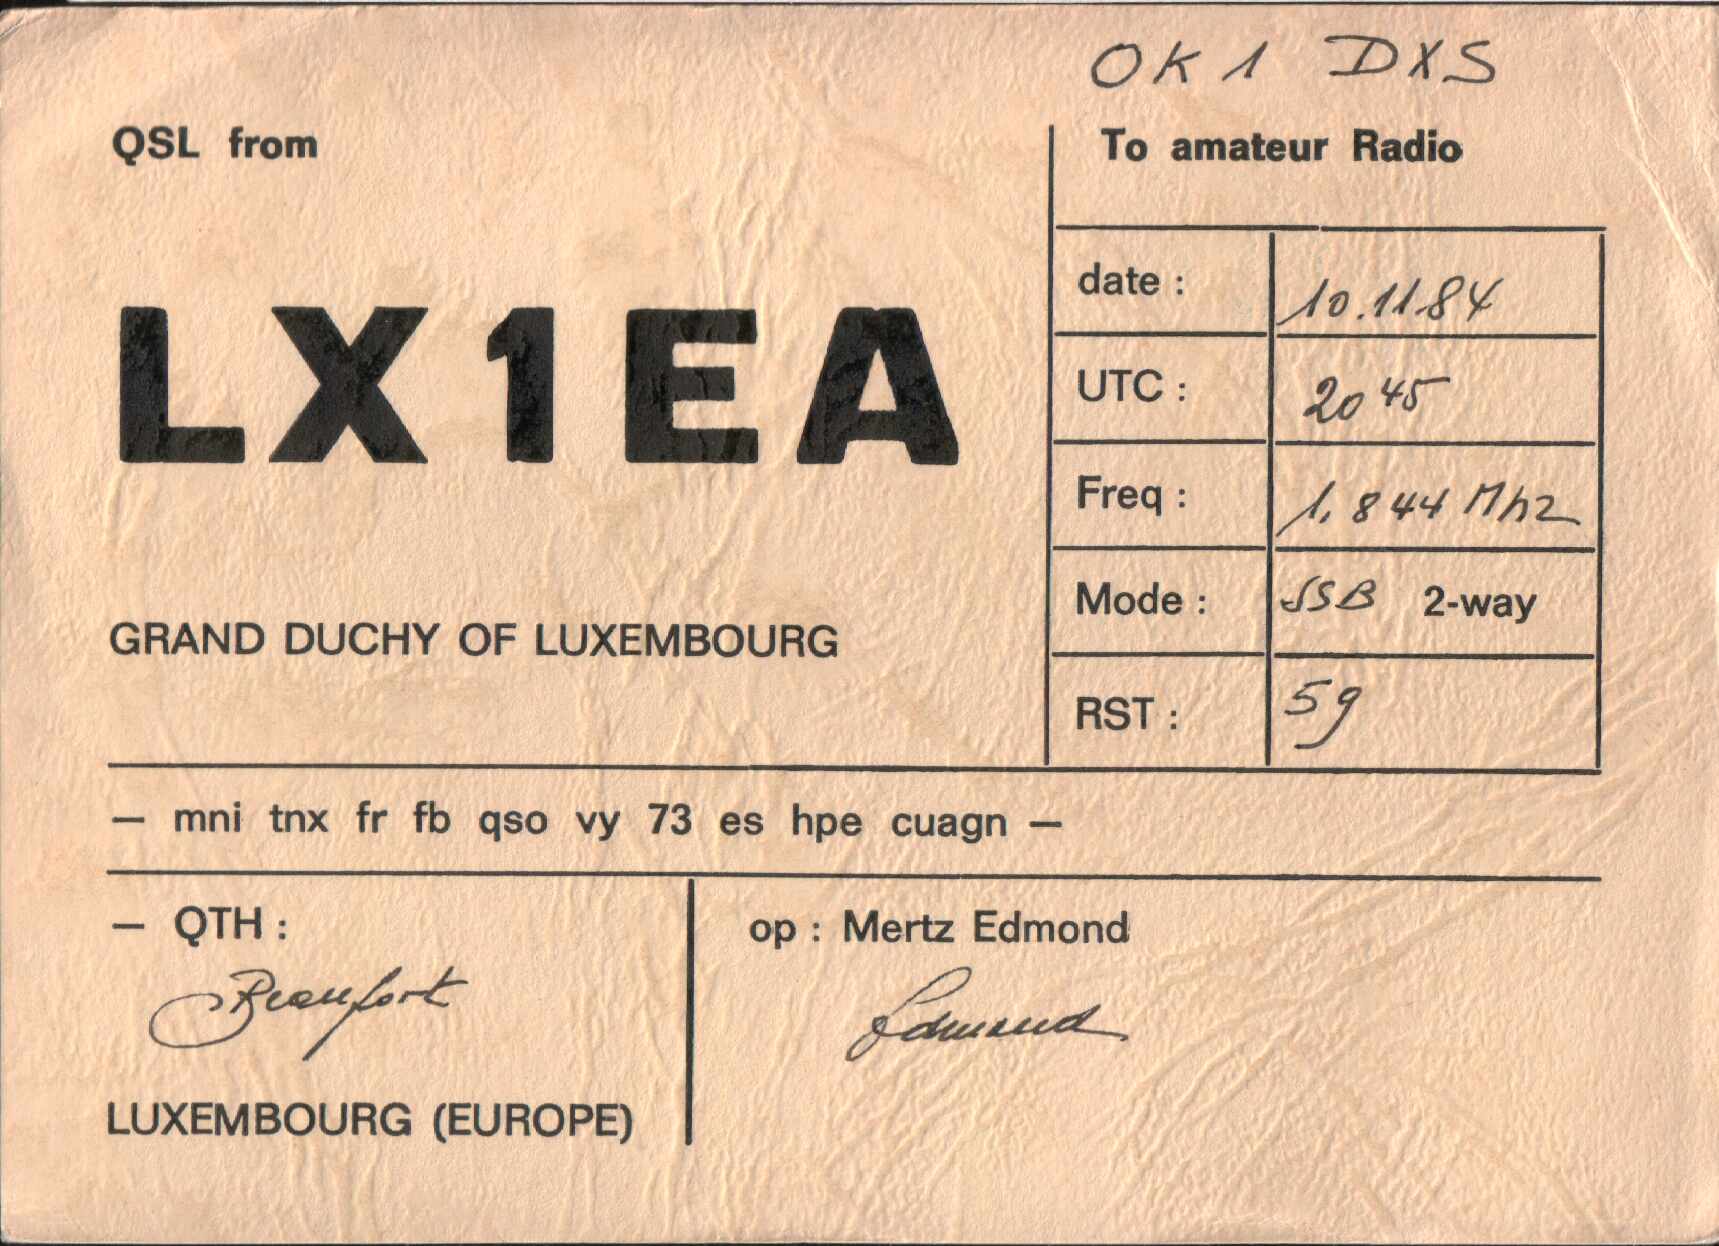 OK1 DXS
QSL from
To amateur Radio
LX1EA
date : 10.11.84
UTC : 20 45
Freq : 1,844 Mhz
Mode : SSB 2-way
RST : 59
GRAND DUCHY OF LUXEMBOURG
— mni tnx fr fb qso vy 73 es hpe cuagn —
— QTH :
Beaufort
LUXEMBOURG (EUROPE)
op : Mertz Edmond
Edmond